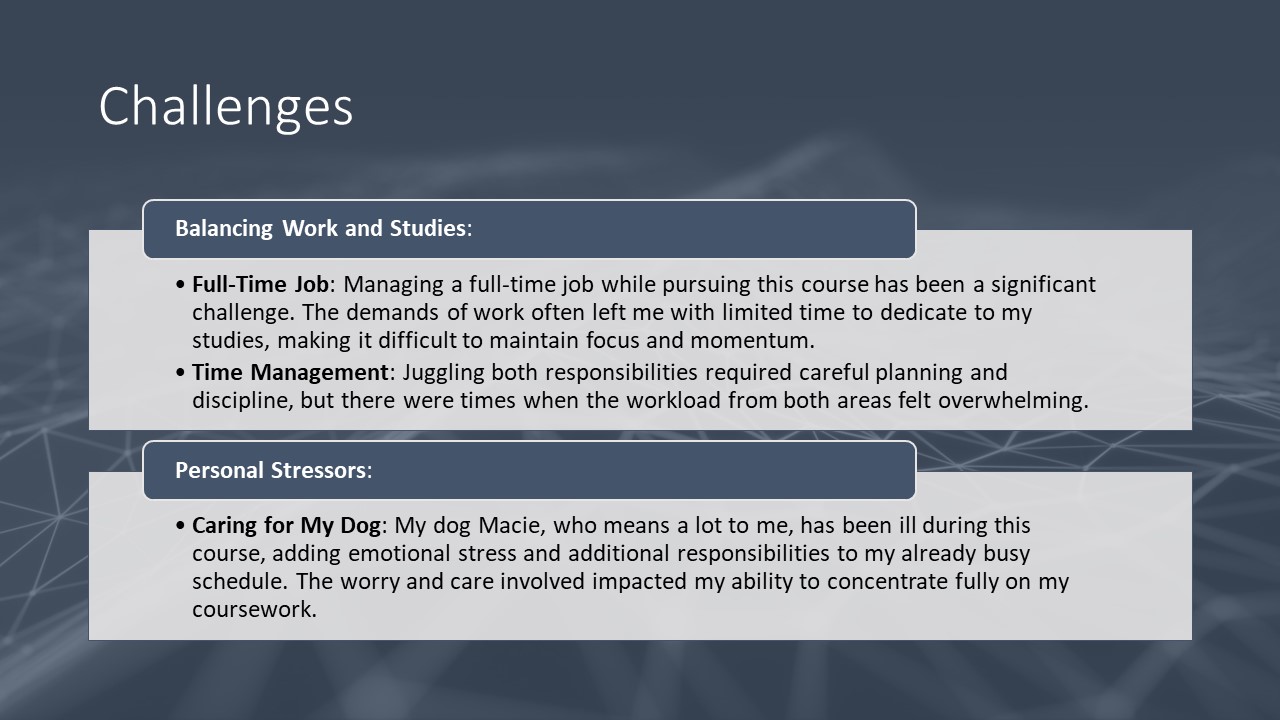 Challenges
Balancing Work and Studies:
• Full-Time Job: Managing a full-time job while pursuing this course has been a significant
challenge. The demands of work often left me with limited time to dedicate to my
studies, making it difficult to maintain focus and momentum.
• Time Management: Juggling both responsibilities required careful planning and
discipline, but there were times when the workload from both areas felt overwhelming.
Personal Stressors:
• Caring for My Dog: My dog Macie, who means a lot to me, has been ill during this
course, adding emotional stress and additional responsibilities to my already busy
schedule. The worry and care involved impacted my ability to concentrate fully on my
coursework.